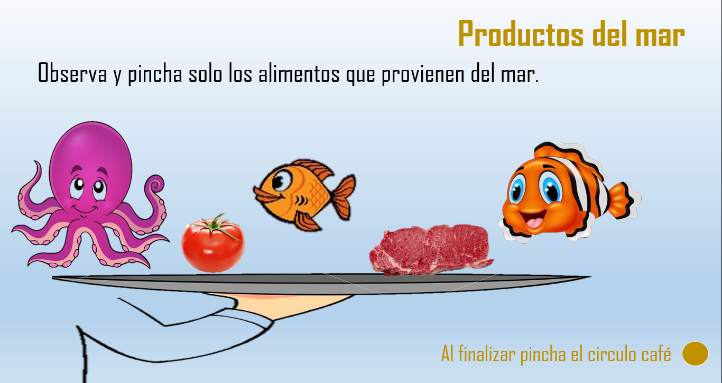 Productos del mar
Observa y pincha solo los alimentos que provienen del mar.
Al finalizar pincha el circulo café